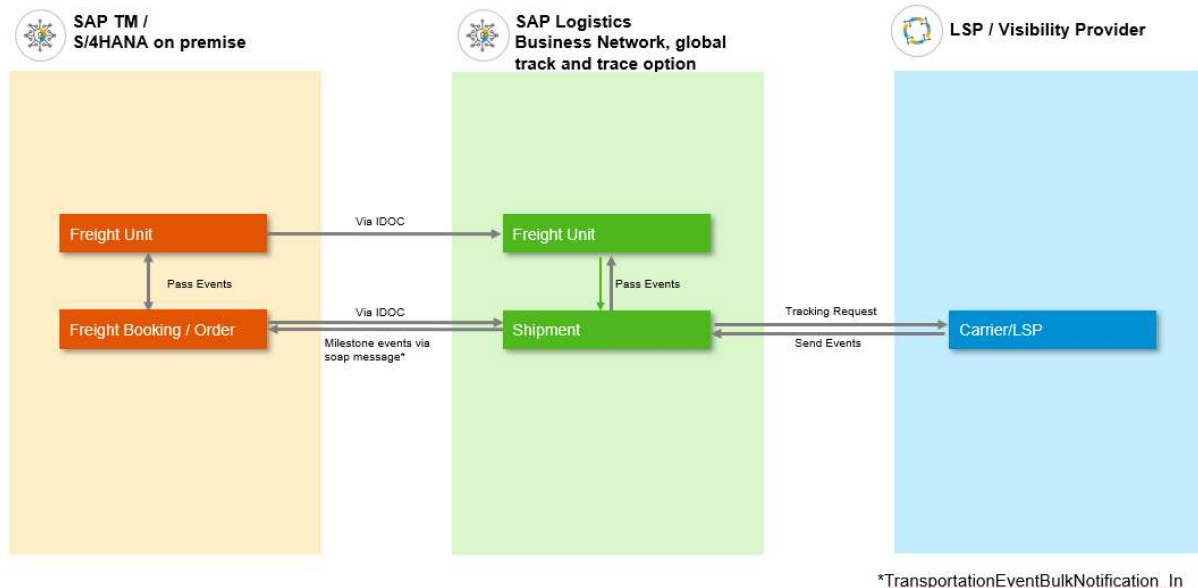 SAP TM /
S/4HANA on premise
SAP Logistics
Business Network, global
track and trace option
LSP / Visibility Provider
Freight Unit
Via IDOC
Freight Unit
Pass Events
Pass Events
Freight Booking / Order
Via IDOC
Milestone events via
soap message*
Shipment
Tracking Request
Send Events
Carrier/LSP
*TransportationEventBulkNotification_In